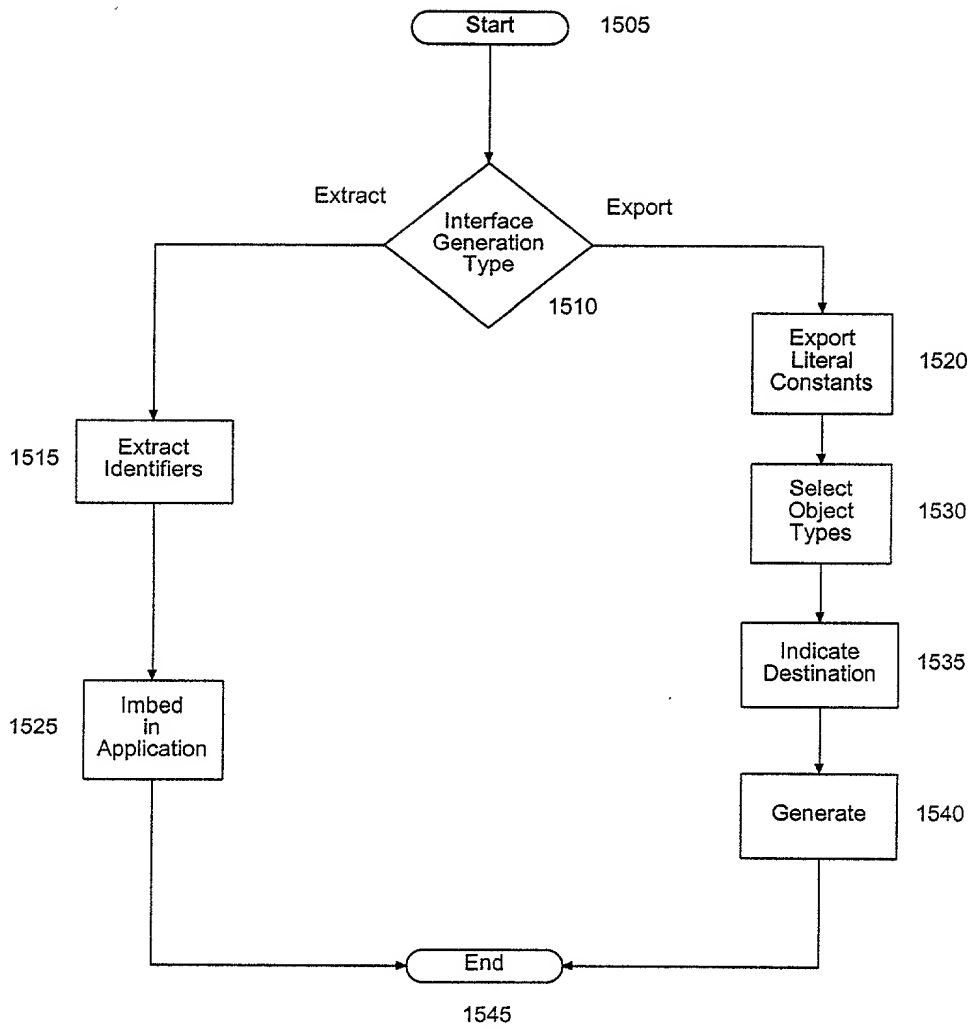 Start
1505
Extract
Export
Interface
Generation
Type
1510
Export
Literal
Constants
1520
Extract
Identifiers
1515
Select
Object
Types
1530
Indicate
Destination
1535
Imbed
in
Application
1525
Generate
1540
End
1545